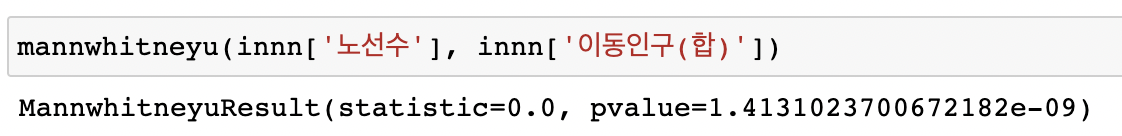 mannwhitneyu(innn['노선수'], innn['이동인구(합)'])
MannwhitneyuResult(statistic=0.0, pvalue=1.4131023700672182e-09)